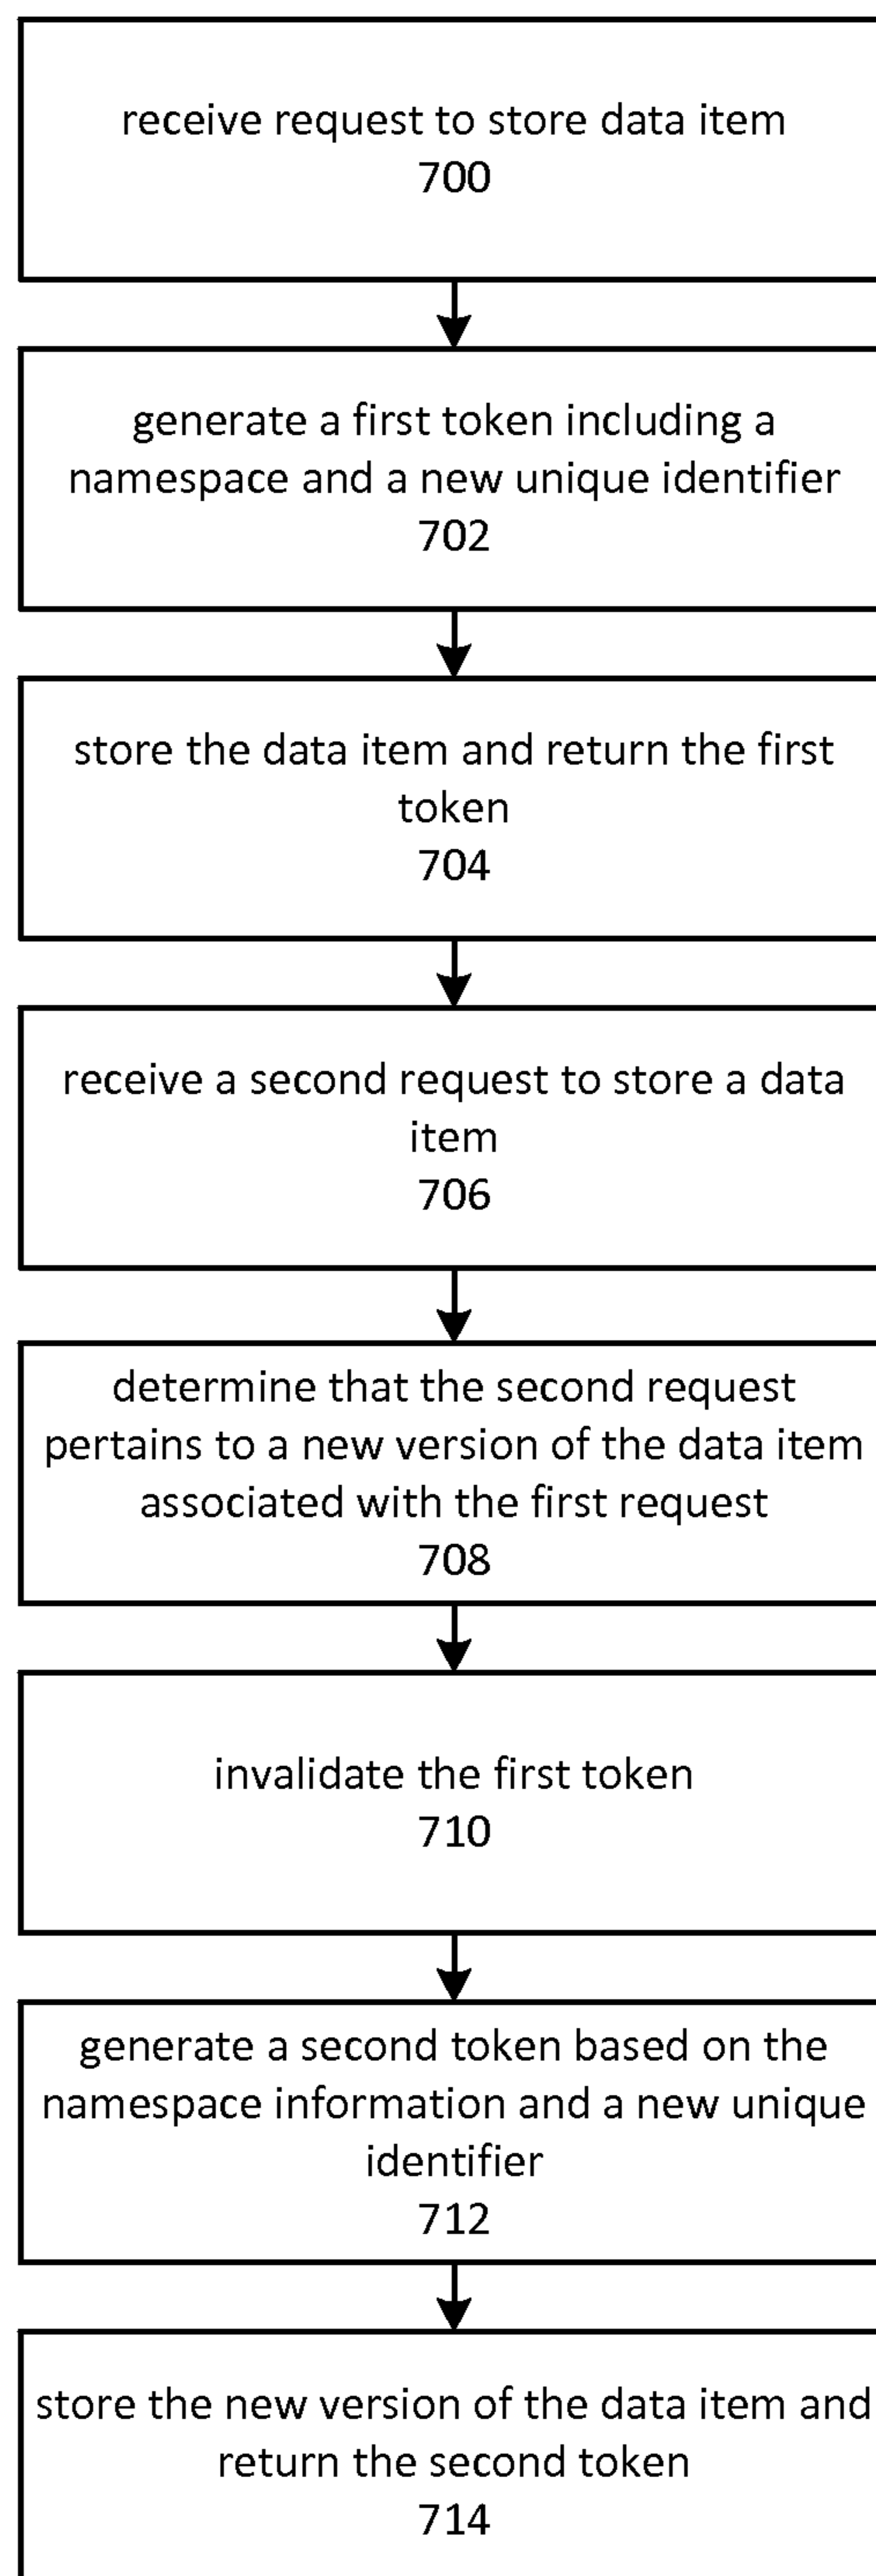 receive request to store data item
700
generate a first token including a
namespace and a new unique identifier
702
store the data item and return the first
token
704
receive a second request to store a data
item
706
determine that the second request
pertains to a new version of the data item
associated with the first request
708
invalidate the first token
710
generate a second token based on the
namespace information and a new unique
identifier
712
store the new version of the data item and
return the second token
714